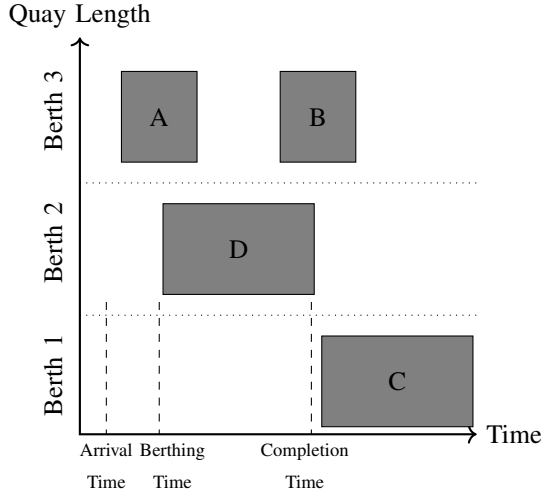 Quay Length
Berth 3
A
B
Berth 2
D
Berth 1
C
Time
Arrival Time
Berthing Time
Completion Time